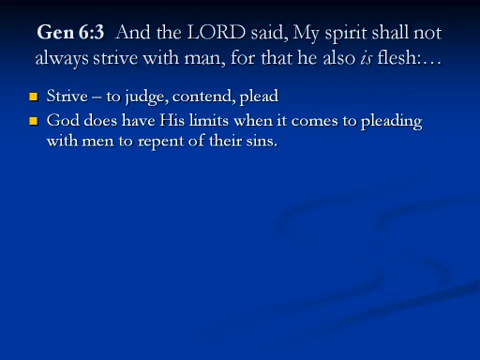 Gen 6:3 And the LORD said, My spirit shall not
always strive with man, for that he also is flesh:…
Strive – to judge, contend, plead
God does have His limits when it comes to pleading
with men to repent of their sins.